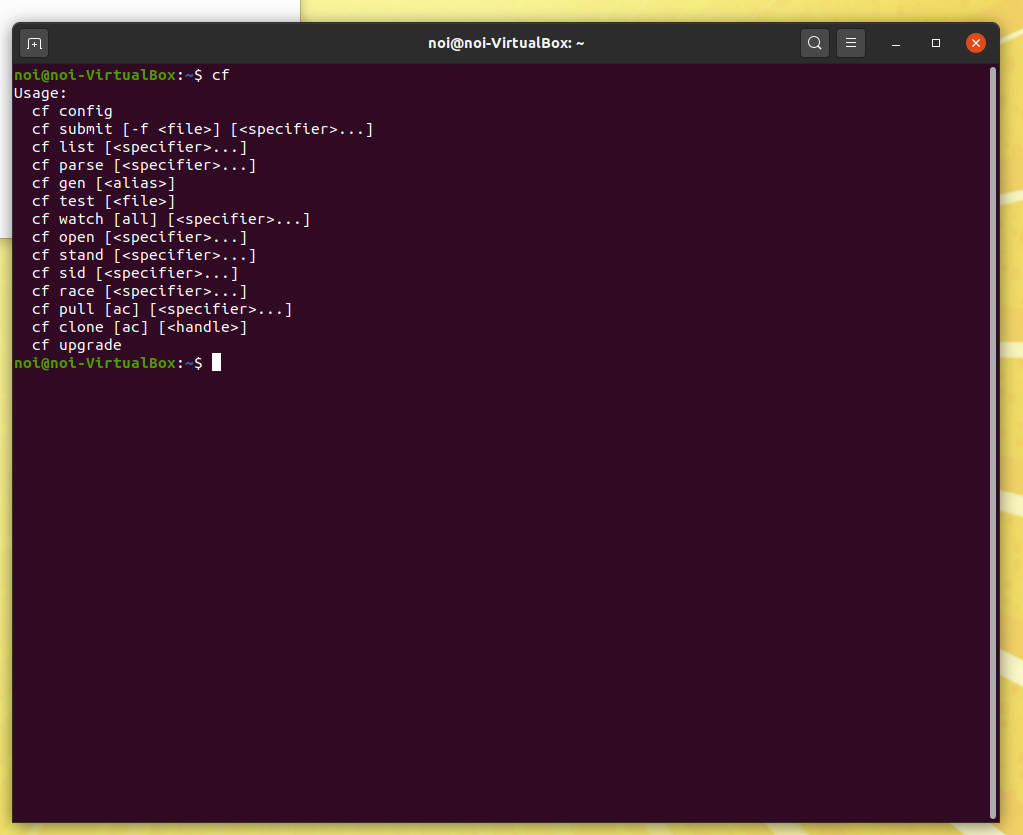 noi@noi-VirtualBox: ~
noi@noi-VirtualBox:~$ cf
Usage:
  cf config
  cf submit [-f <file>] [<specifier>...]
  cf list [<specifier>...]
  cf parse [<specifier>...]
  cf gen [<alias>]
  cf test [<file>]
  cf watch [all] [<specifier>...]
  cf open [<specifier>...]
  cf stand [<specifier>...]
  cf sid [<specifier>...]
  cf race [<specifier>...]
  cf pull [ac] [<specifier>...]
  cf clone [ac] [<handle>]
  cf upgrade
noi@noi-VirtualBox:~$